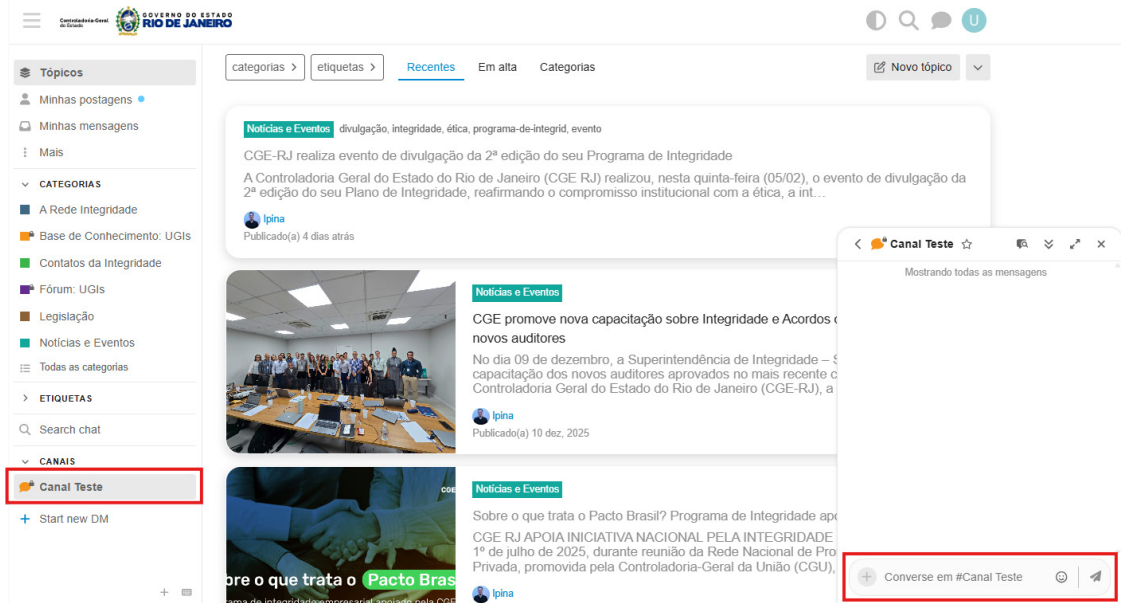 Controladoria Geral
do Estado
GOVERNO DO ESTADO
RIO DE JANEIRO
U
Tópicos
Minhas postagens
Minhas mensagens
Mais
CATEGORIAS
A Rede Integridade
Base de Conhecimento: UGIs
Contatos da Integridade
Fórum: UGIs
Legislação
Notícias e Eventos
Todas as categorias
ETIQUETAS
Search chat
CANAIS
Canal Teste
Start new DM
categorias
etiquetas
Recentes
Em alta
Categorias
Novo tópico
Notícias e Eventos divulgação, integridade, ética, programa-de-integrid, evento
CGE-RJ realiza evento de divulgação da 2ª edição do seu Programa de Integridade
A Controladoria Geral do Estado do Rio de Janeiro (CGE RJ) realizou, nesta quinta-feira (05/02), o evento de divulgação da
2ª edição do seu Plano de Integridade, reafirmando o compromisso institucional com a ética, a int...
lpina
Publicado(a) 4 dias atrás
Notícias e Eventos
CGE promove nova capacitação sobre Integridade e Acordos
novos auditores
No dia 09 de dezembro, a Superintendência de Integridade –
capacitação dos novos auditores aprovados no mais recente
Controladoria Geral do Estado do Rio de Janeiro (CGE-RJ), a
lpina
Publicado(a) 10 dez, 2025
CGE
bre o que trata o Pacto Bras
ama de integridade empresarial apoiado pela CGE
Notícias e Eventos
Sobre o que trata o Pacto Brasil? Programa de Integridade
CGE RJ APOIA INICIATIVA NACIONAL PELA INTEGRIDADE
1º de julho de 2025, durante reunião da Rede Nacional de
Privada, promovida pela Controladoria-Geral da União (CGU),
lpina
Canal Teste
Mostrando todas as mensagens
Converse em #Canal Teste